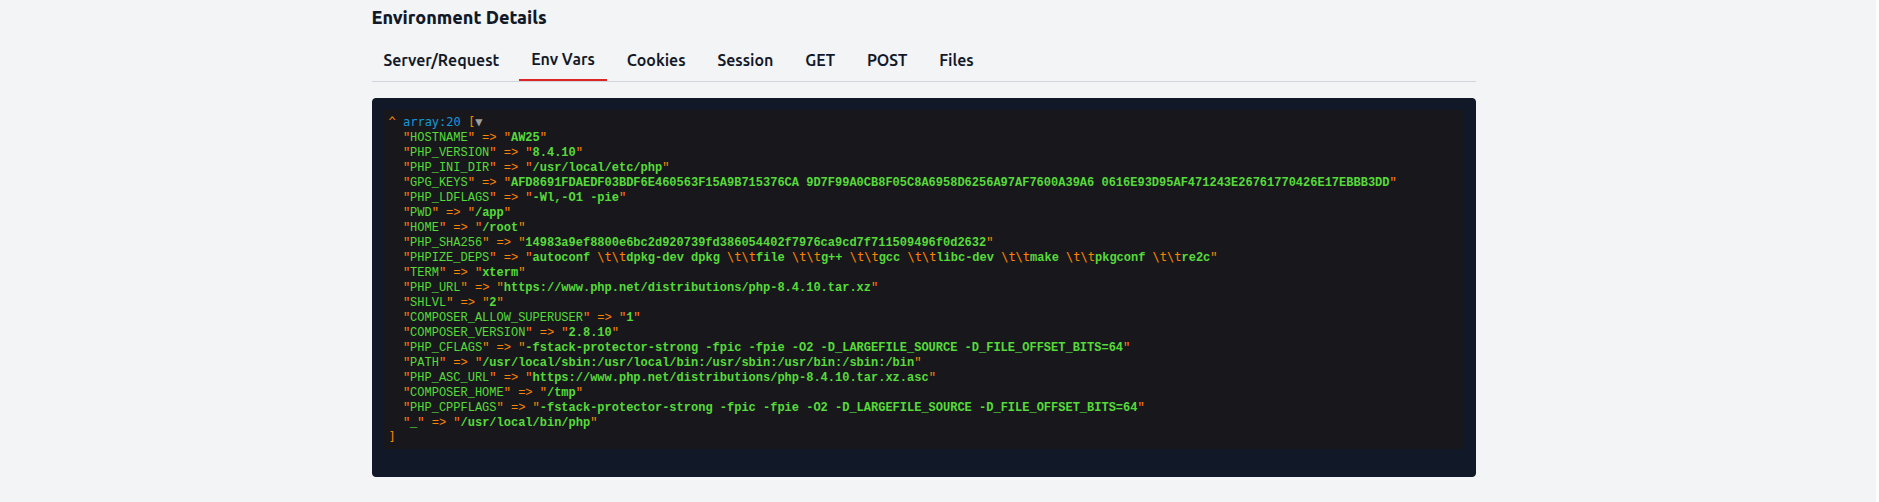 Environment Details
Server/Request Env Vars Cookies Session GET POST Files
^ array:20 [▼
"HOSTNAME" => "AW25"
"PHP_VERSION" => "8.4.10"
"PHP_INI_DIR" => "/usr/local/etc/php"
"GPG_KEYS" => "AFD8691FDAEDF03BDF6E460563F15A9B715376CA 9D7F99A0CB8F05C8A6958D6256A97AF7600A39A6 0616E93D95AF471243E26761770426E17EBBB3DD"
"PHP_LDFLAGS" => "-Wl,-O1 -pie"
"PWD" => "/app"
"HOME" => "/root"
"PHP_SHA256" => "14983a9ef8800e6bc2d920739fd386054402f7976ca9cd7f711509496f0d2632"
"PHPIZE_DEPS" => "autoconf \t\tdpkg-dev dpkg \t\tfile \t\tg++ \t\tgcc \t\tlibc-dev \t\tmake \t\tpkgconf \t\tre2c"
"TERM" => "xterm"
"PHP_URL" => "https://www.php.net/distributions/php-8.4.10.tar.xz"
"SHLVL" => "2"
"COMPOSER_ALLOW_SUPERUSER" => "1"
"COMPOSER_VERSION" => "2.8.10"
"PHP_CFLAGS" => "-fstack-protector-strong -fpic -fpie -O2 -D_LARGEFILE_SOURCE -D_FILE_OFFSET_BITS=64"
"PATH" => "/usr/local/sbin:/usr/local/bin:/usr/sbin:/usr/bin:/sbin:/bin"
"PHP_ASC_URL" => "https://www.php.net/distributions/php-8.4.10.tar.xz.asc"
"COMPOSER_HOME" => "/tmp"
"PHP_CPPFLAGS" => "-fstack-protector-strong -fpic -fpie -O2 -D_LARGEFILE_SOURCE -D_FILE_OFFSET_BITS=64"
"_" => "/usr/local/bin/php"
]